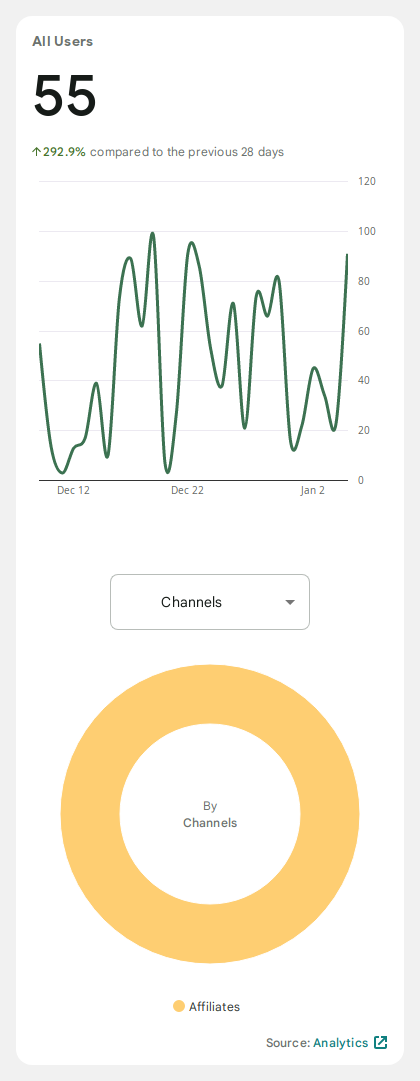 All Users
55
↑292.9% compared to the previous 28 days
120
100
80
60
40
20
0
Dec 12 Dec 22 Jan 2
Channels
By
Channels
Affiliates
Source: Analytics